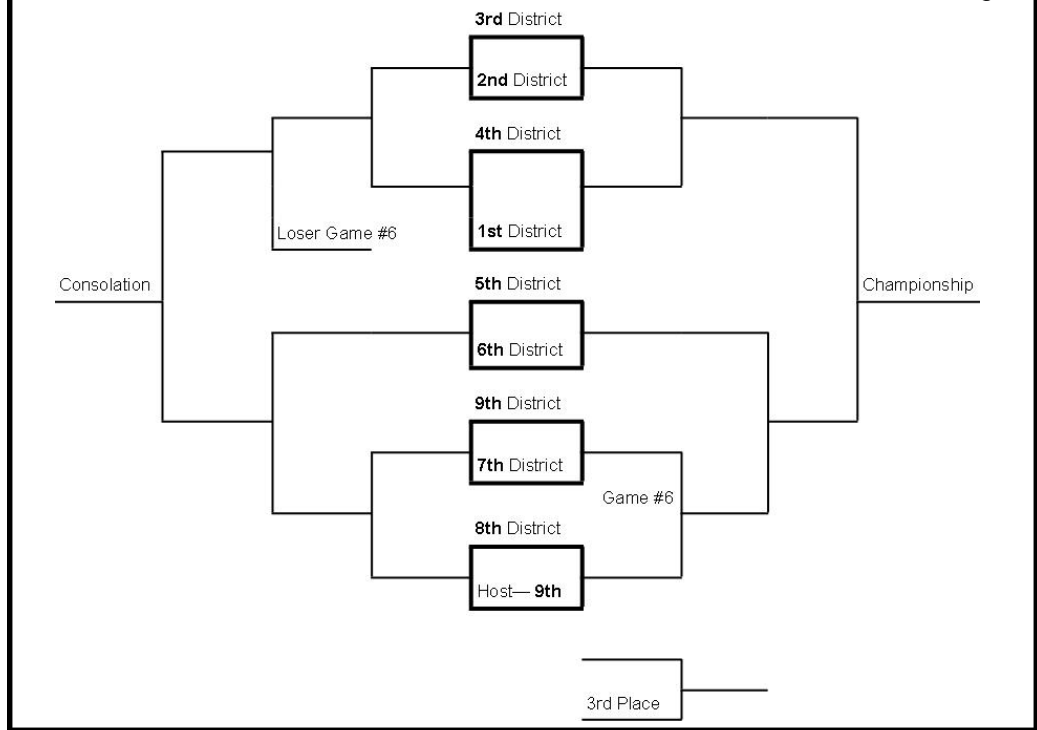 3rd District
2nd District
4th District
Loser Game #6
1st District
Consolation
5th District
Championship
6th District
9th District
7th District
Game #6
8th District
Host— 9th
3rd Place